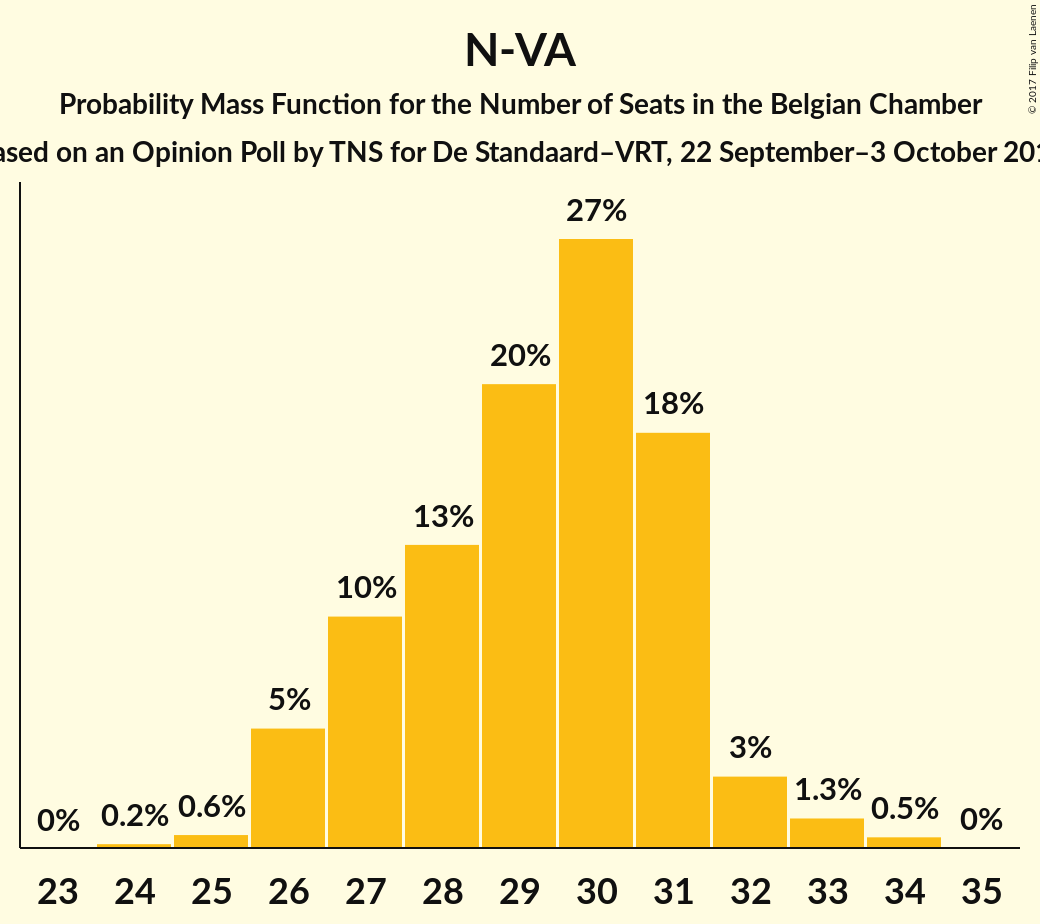 N-VA
Probability Mass Function for the Number of Seats in the Belgian Chamber
on an Opinion Poll by TNS for De Standaard–VRT, 22 September–3 October
© 2017 Filip van Laenen
27%
20%
18%
13%
10%
5%
3%
1.3%
0% 0.2% 0.6% 0.5% 0%
23 24 25 26 27 28 29 30 31 32 33 34 35